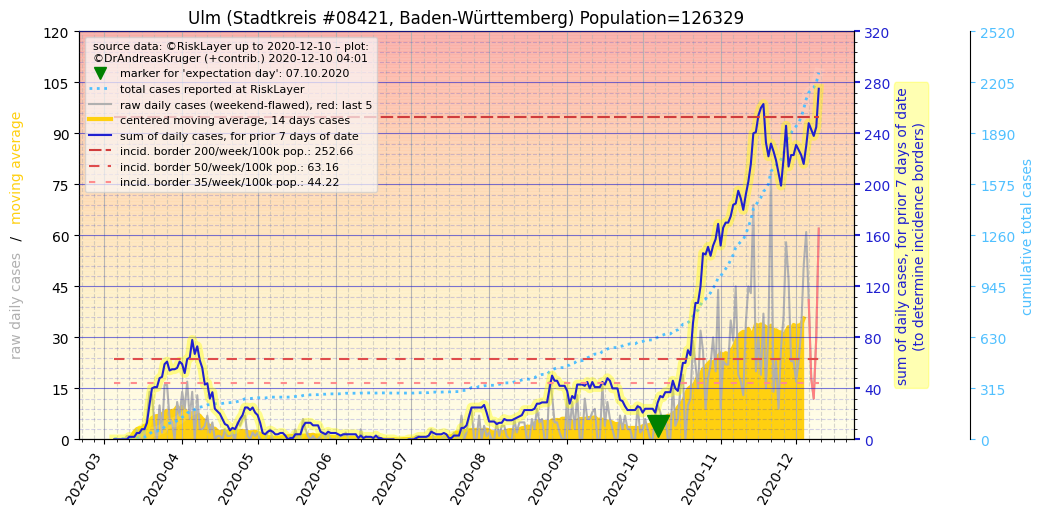 Ulm (Stadtkreis #08421, Baden-Württemberg) Population=126329
source data: ©RiskLayer up to 2020-12-10 – plot:
©DrAndreasKruger (+contrib.) 2020-12-10 04:01
marker for 'expectation day': 07.10.2020
total cases reported at RiskLayer
raw daily cases (weekend-flawed), red: last 5
centered moving average, 14 days cases
sum of daily cases, for prior 7 days of date
incid. border 200/week/100k pop.: 252.66
incid. border 50/week/100k pop.: 63.16
incid. border 35/week/100k pop.: 44.22
raw daily cases / moving average
120
105
90
75
60
45
30
15
0
2020-03
2020-04
2020-05
2020-06
2020-07
2020-08
2020-09
2020-10
2020-11
2020-12
320
280
240
200
160
120
80
40
0
sum of daily cases, for prior 7 days of date
(to determine incidence borders)
2520
2205
1890
1575
1260
945
630
315
0
cumulative total cases